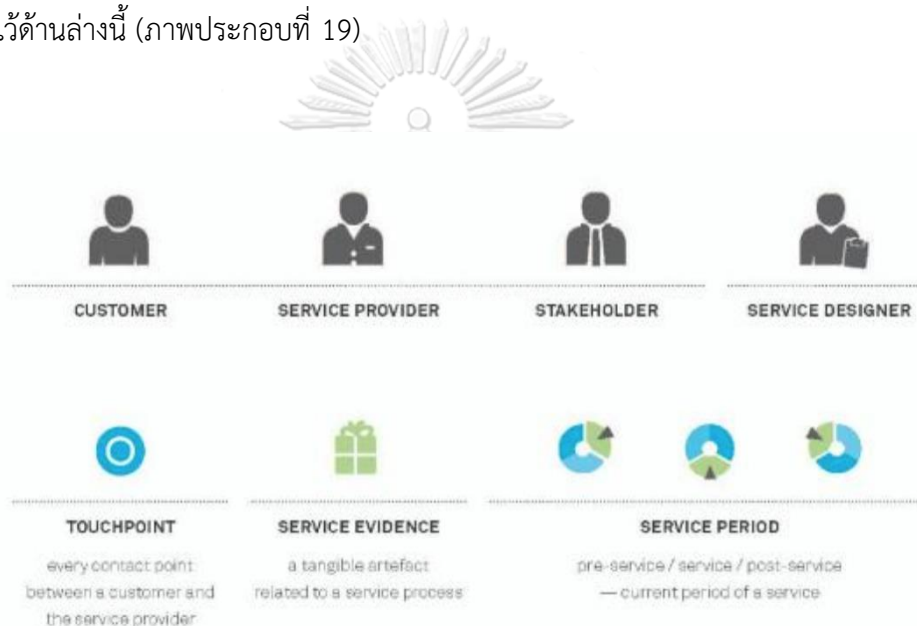 ว้ด้านล่างนี้ (ภาพประกอบที่ 19)
CUSTOMER
SERVICE PROVIDER
STAKEHOLDER
SERVICE DESIGNER
TOUCHPOINT
every contact point
between a customer and
the service provider
SERVICE EVIDENCE
a tangible artefact
related to a service process
SERVICE PERIOD
pre-service / service / post-service
— current period of a service